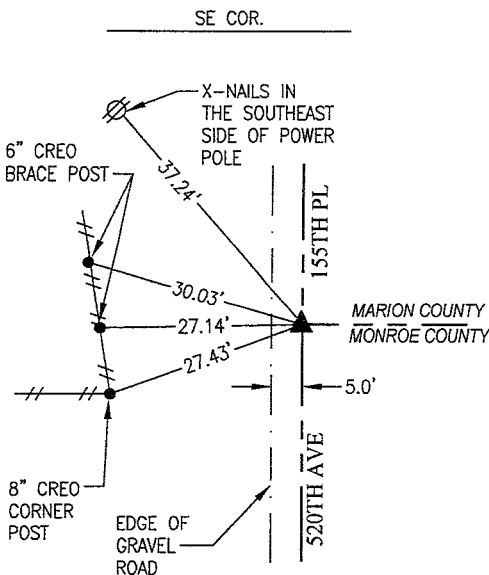 SE COR.
X-NAILS IN
THE SOUTHEAST
SIDE OF POWER
POLE
6" CREO
BRACE POST
37.24'
155TH PL
30.03'
27.14'
27.43'
MARION COUNTY
MONROE COUNTY
5.0'
8" CREO
CORNER
POST
EDGE OF
GRAVEL
ROAD
520TH AVE